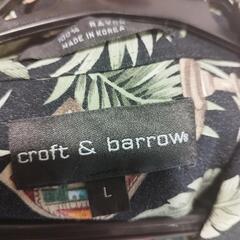 100% RAYON
MADE IN KOREA
croft & barrow®
L